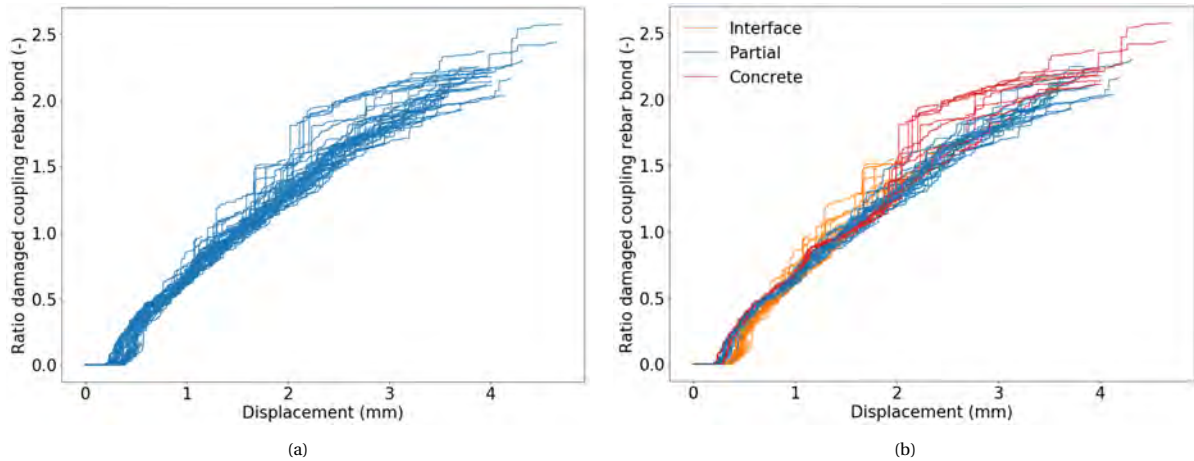 Ratio damaged coupling rebar bond (-)
2.5
2.0
1.5
1.0
0.5
0.0
0 1 2 3 4
Displacement (mm)
(a)
Ratio damaged coupling rebar bond (-)
2.5
2.0
1.5
1.0
0.5
0.0
Interface
Partial
Concrete
0 1 2 3 4
Displacement (mm)
(b)